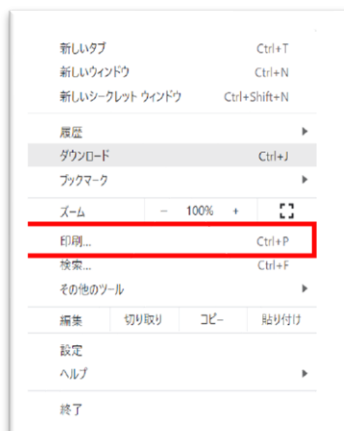 新しいタブ Ctrl+T
新しいウィンドウ Ctrl+N
新しいシークレット ウィンドウ Ctrl+Shift+N
履歴
ダウンロード Ctrl+J
ブックマーク
ズーム − 100% +
印刷... Ctrl+P
検索... Ctrl+F
その他のツール
編集 切り取り コピー 貼り付け
設定
ヘルプ
終了